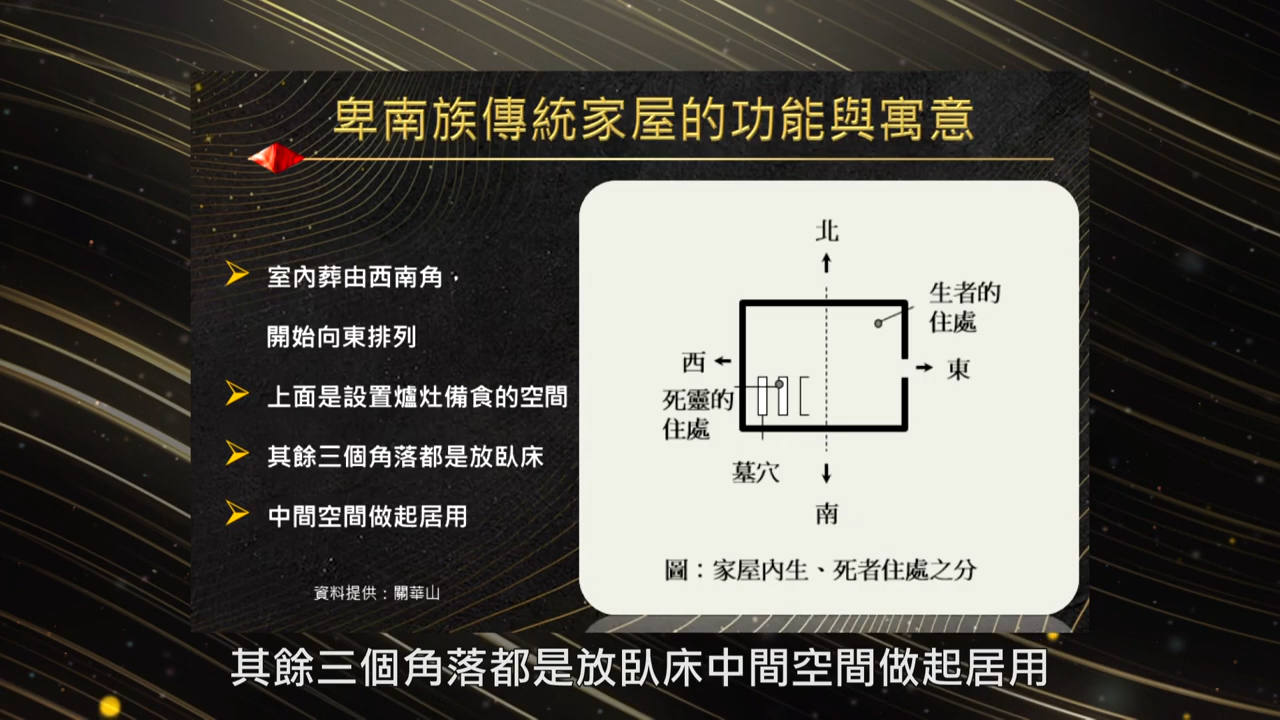 卑南族傳統家屋的功能與寓意
室內葬由西南角，
開始向東排列
上面是設置爐灶備食的空間
其餘三個角落都是放臥床
中間空間做起居用
資料提供：關華山
北
生者的
住處
西
東
死靈的
住處
墓穴
南
圖：家屋內生、死者住處之分
其餘三個角落都是放臥床中間空間做起居用